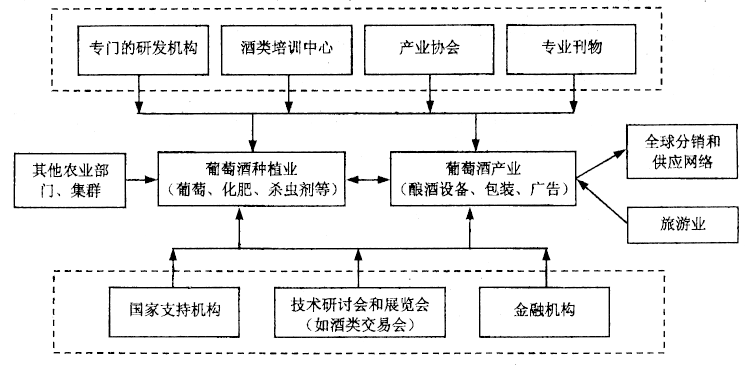 专门的研发机构
酒类培训中心
产业协会
专业刊物
其他农业部
门、集群
葡萄酒种植业
（葡萄、化肥、杀虫剂等）
葡萄酒产业
（酿酒设备、包装、广告）
全球分销和
供应网络
旅游业
国家支持机构
技术研讨会和展览会
（如酒类交易会）
金融机构